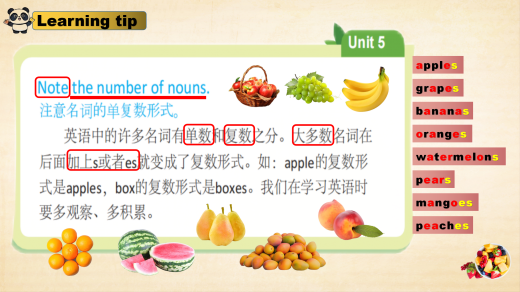 Learning tip
Unit 5
Note the number of nouns.
注意名词的单复数形式。
英语中的许多名词有单数和复数之分。大多数名词在
后面加上s或者es就变成了复数形式。如：apple的复数形
式是apples，box的复数形式是boxes。我们在学习英语时
要多观察、多积累。
apples
grapes
bananas
oranges
watermelons
pears
mangoes
peaches